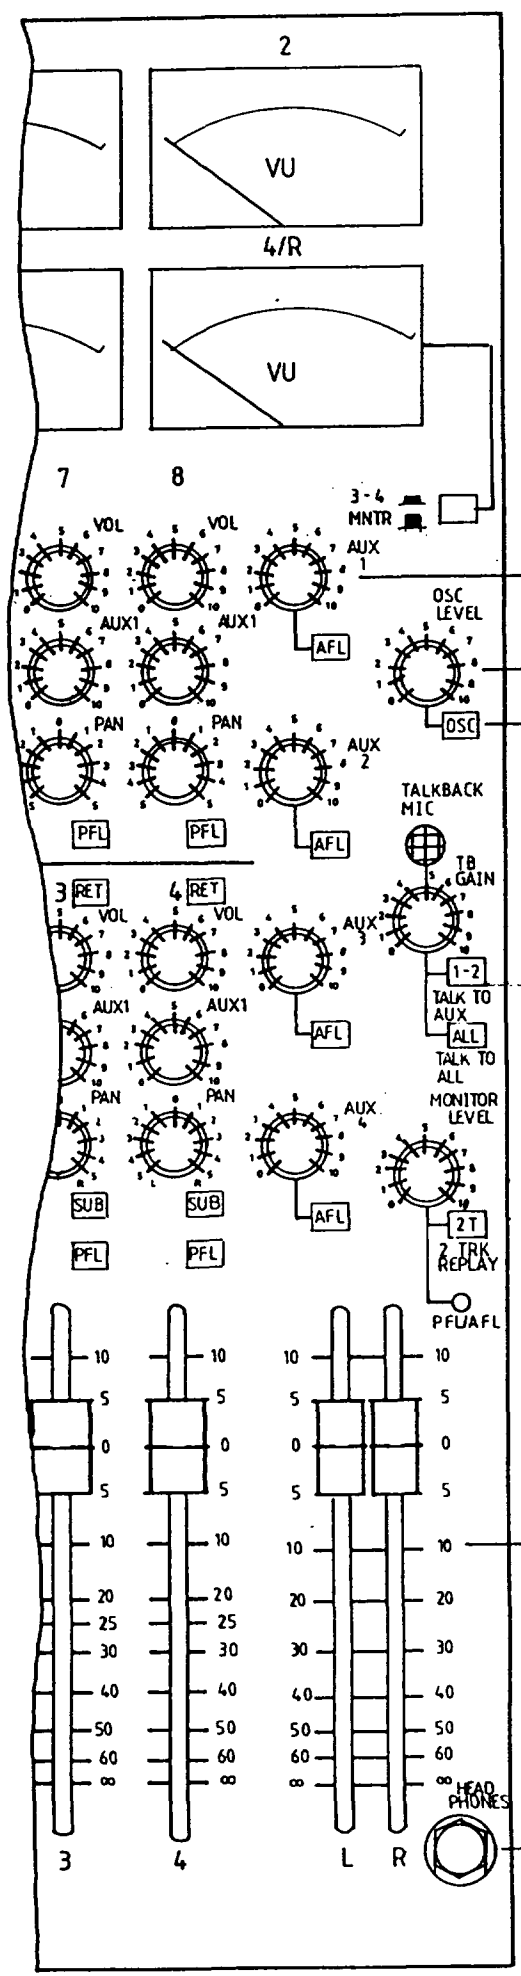 2
VU
4/R
VU
7 8
3-4
MNTR
VOL VOL AUX
1
OSC
LEVEL
AUX1 AUX1
AFL
OSC
PAN PAN AUX
2
TALKBACK
MIC
PFL PFL AFL
TB
GAIN
3 RET 4 RET
VOL VOL AUX
3
1-2
TALK TO
AUX
AUX1 AUX1
AFL
ALL
TALK TO
ALL
PAN PAN AUX
4
MONITOR
LEVEL
SUB SUB AFL
2T
2 TRK
REPLAY
PFL PFL
PFL/AFL
10 10 10 10
5 5 5 5
0 0 0 0
5 5 5 5
10 10 10 10
20 20 20 20
25 25
30 30 30 30
40 40 40 40
50 50 50 50
60 60 60 60
∞ ∞ ∞ ∞
HEAD
PHONES
3 4 L R